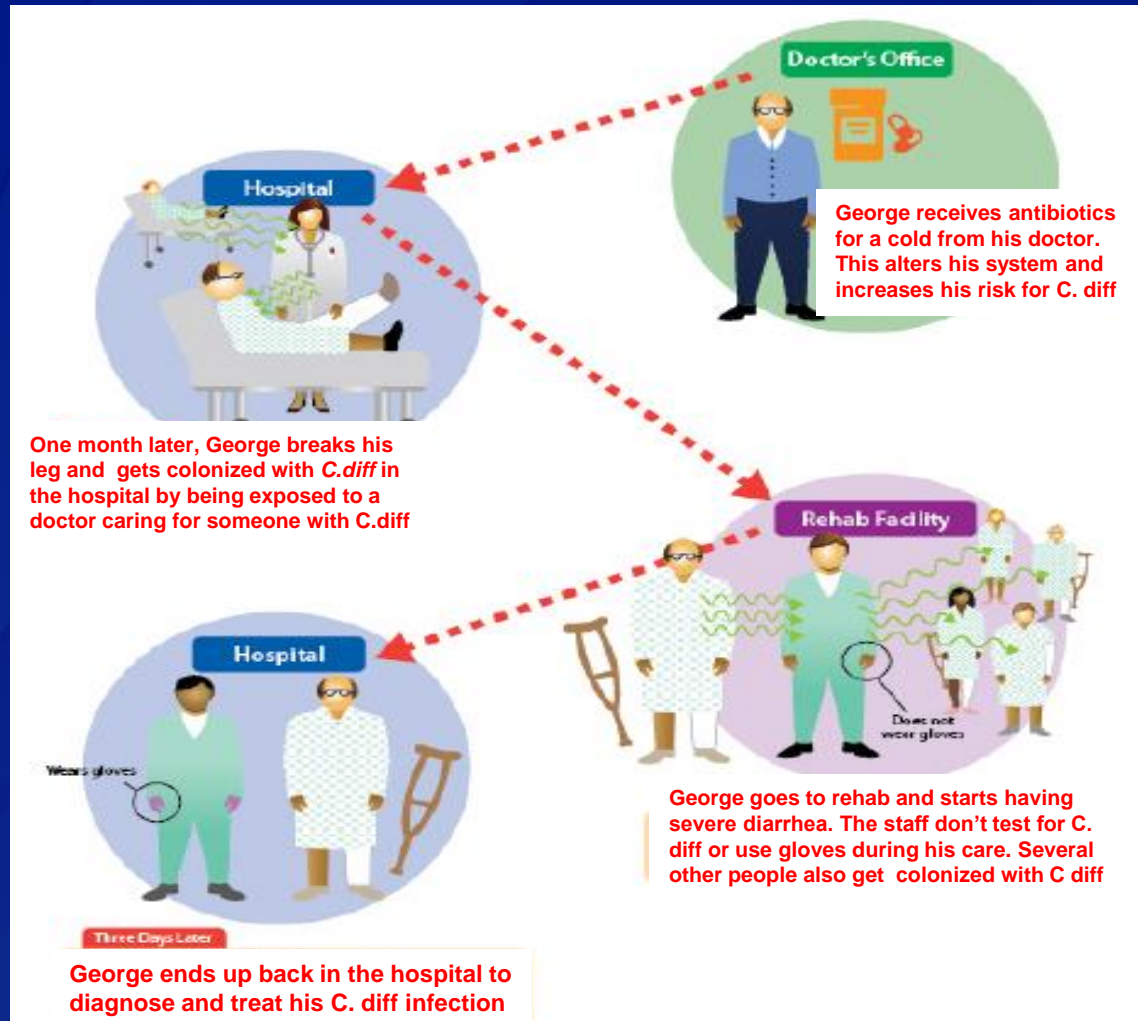 Doctor's Office
George receives antibiotics
for a cold from his doctor.
This alters his system and
increases his risk for C. diff
Hospital
One month later, George breaks his
leg and gets colonized with C.diff in
the hospital by being exposed to a
doctor caring for someone with C.diff
Rehab Facility
Does not
wear gloves
George goes to rehab and starts having
severe diarrhea. The staff don't test for C.
diff or use gloves during his care. Several
other people also get colonized with C diff
Hospital
Wears gloves
Three Days Later
George ends up back in the hospital to
diagnose and treat his C. diff infection